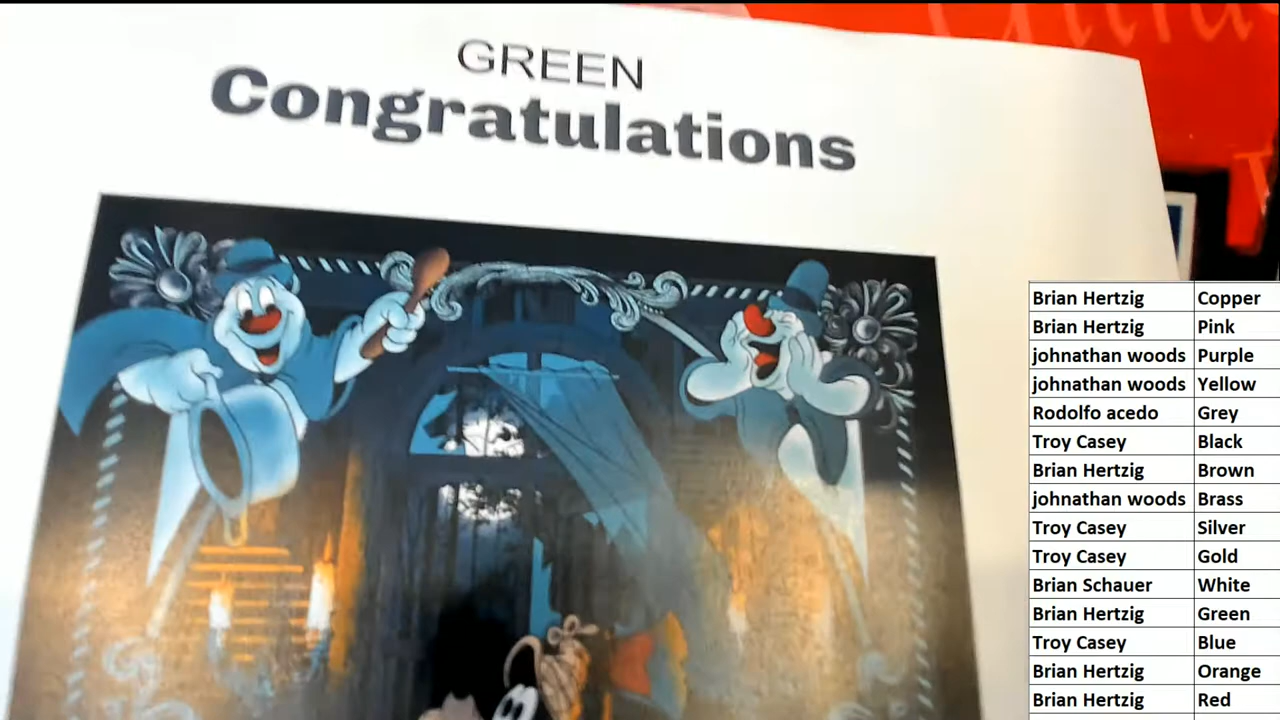 GREEN
Congratulations
Brian Hertzig Copper
Brian Hertzig Pink
johnathan woods Purple
johnathan woods Yellow
Rodolfo acedo Grey
Troy Casey Black
Brian Hertzig Brown
johnathan woods Brass
Troy Casey Silver
Troy Casey Gold
Brian Schauer White
Brian Hertzig Green
Troy Casey Blue
Brian Hertzig Orange
Brian Hertzig Red